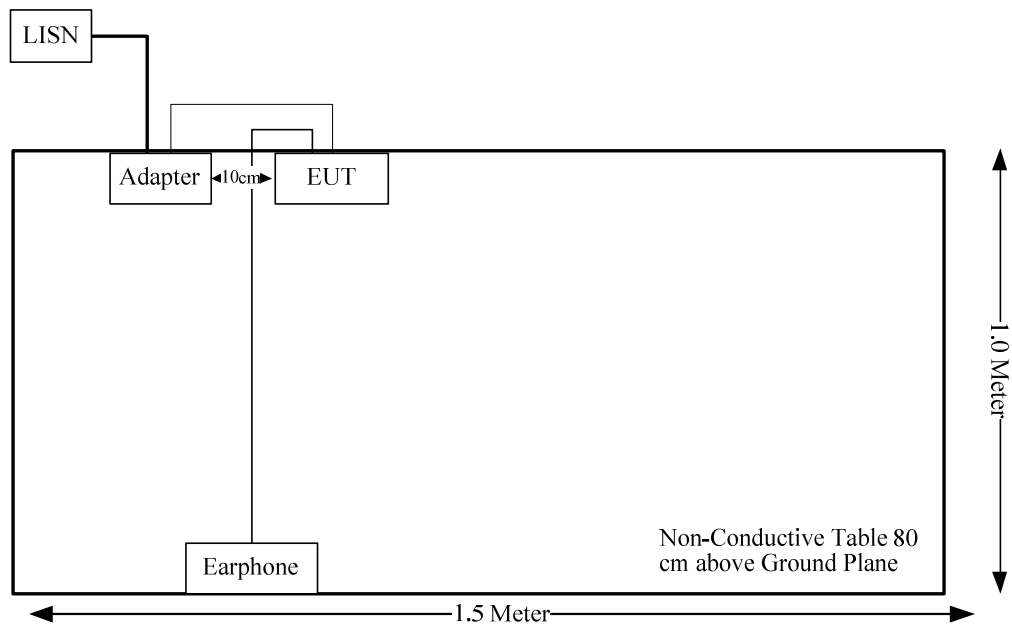 LISN
Adapter
10cm
EUT
1.0 Meter
Earphone
Non-Conductive Table 80
cm above Ground Plane
1.5 Meter